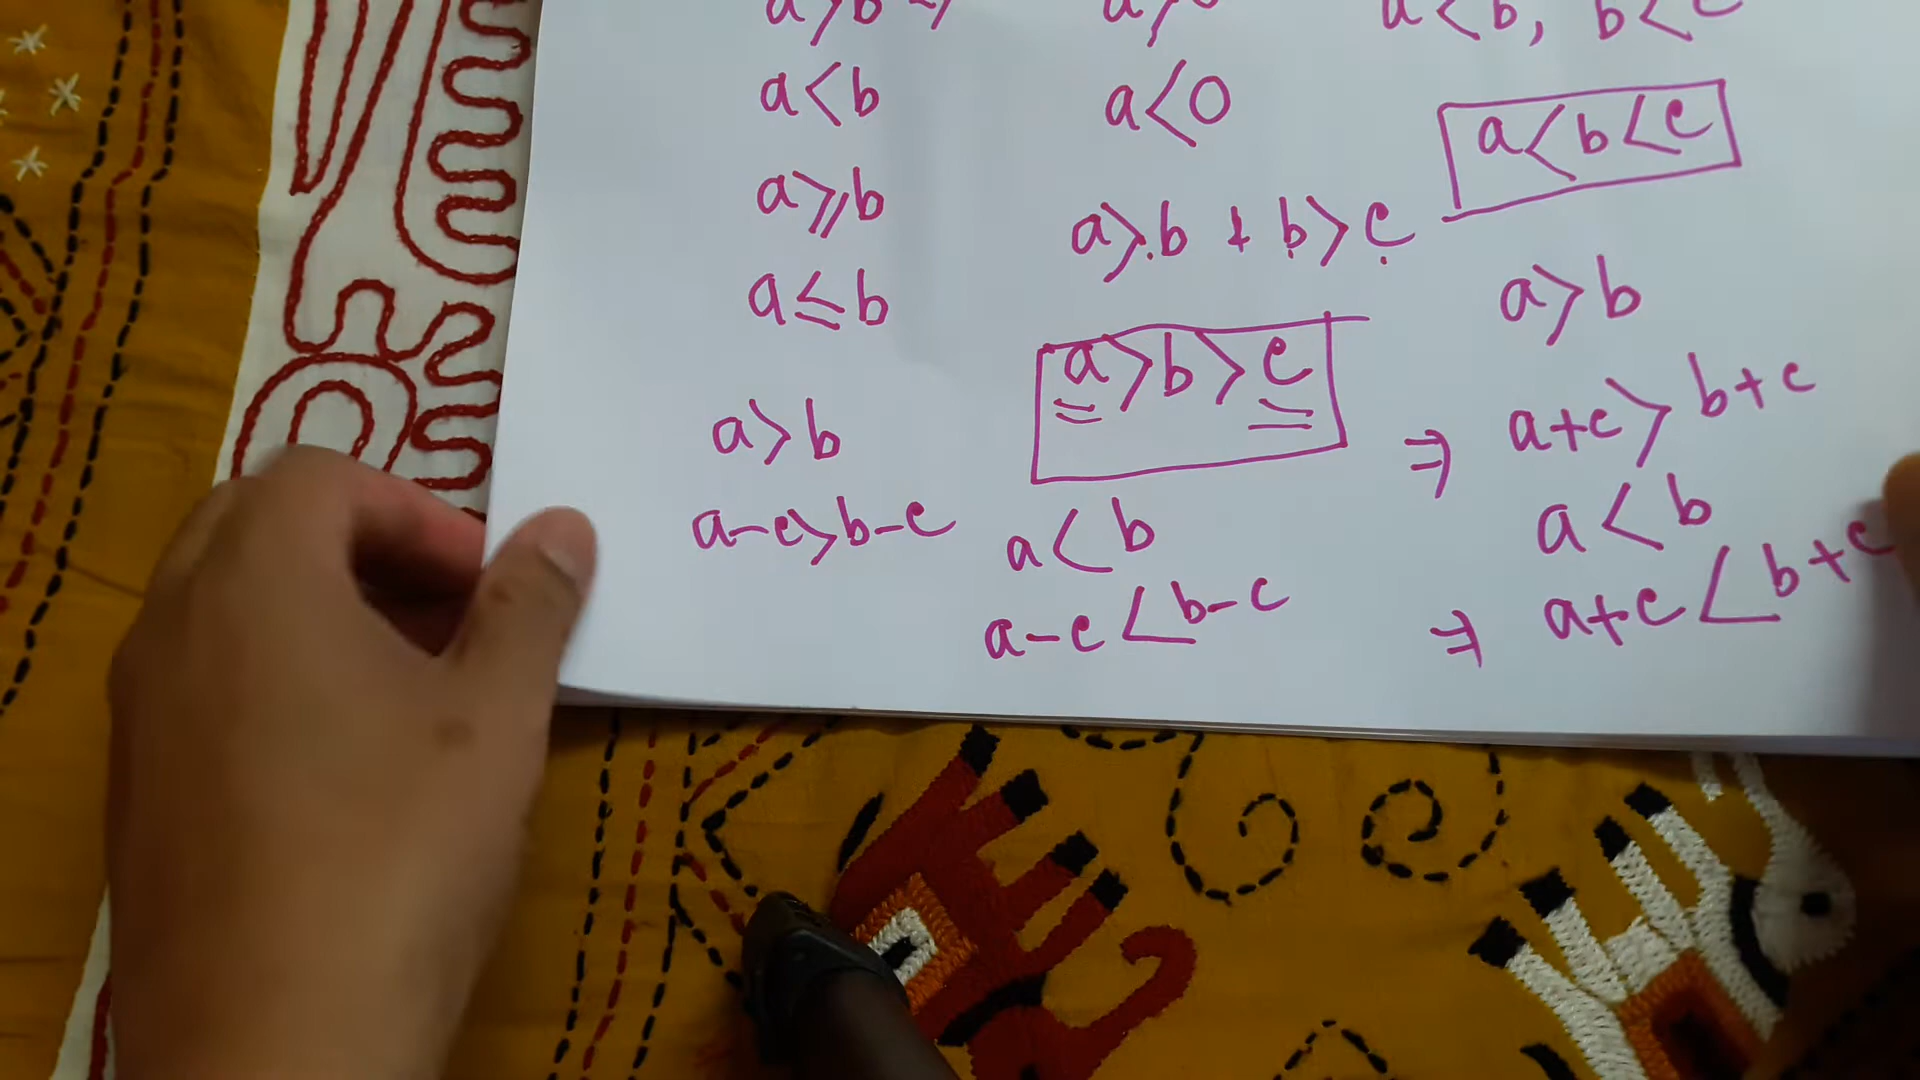 a>b ⇒
a<b
a⩾b
a≤b
a>b
a-c>b-c
a<0
a>b & b>c
a>b>c
a<b
a-c<b-c
a<b, b<c
a<b<c
a>b
⇒ a+c>b+c
a<b
⇒ a+c<b+c